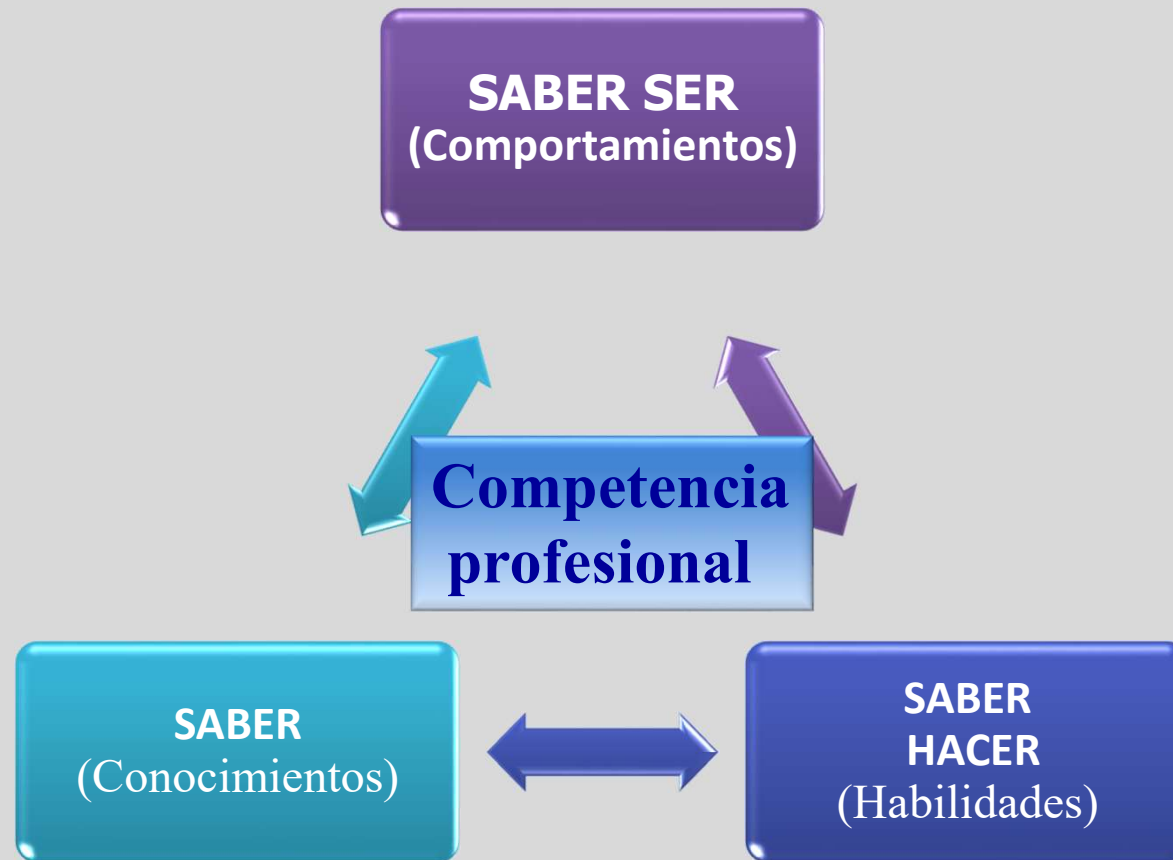 SABER SER
(Comportamientos)
Competencia
profesional
SABER
(Conocimientos)
SABER
HACER
(Habilidades)